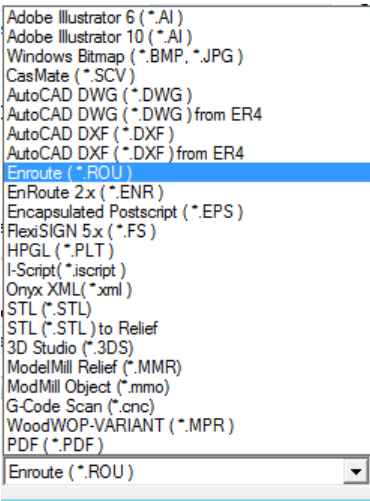 Adobe Illustrator 6 ( *.AI )
Adobe Illustrator 10 ( *.AI )
Windows Bitmap ( *.BMP, *.JPG )
CasMate ( *.SCV )
AutoCAD DWG ( *.DWG )
AutoCAD DWG ( *.DWG ) from ER4
AutoCAD DXF ( *.DXF )
AutoCAD DXF ( *.DXF ) from ER4
Enroute ( *.ROU )
EnRoute 2.x ( *.ENR )
Encapsulated Postscript ( *.EPS )
FlexiSIGN 5.x ( *.FS )
HPGL ( *.PLT )
I-Script( *.iscript )
Onyx XML( *.xml )
STL (*.STL)
STL (*.STL ) to Relief
3D Studio (*.3DS)
ModelMill Relief (*.MMR)
ModMill Object (*.mmo)
G-Code Scan (*.cnc)
WoodWOP-VARIANT ( *.MPR )
PDF ( *.PDF )
Enroute ( *.ROU )